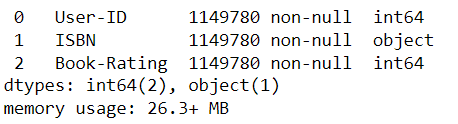 0 User-ID 1149780 non-null int64
1 ISBN 1149780 non-null object
2 Book-Rating 1149780 non-null int64
dtypes: int64(2), object(1)
memory usage: 26.3+ MB